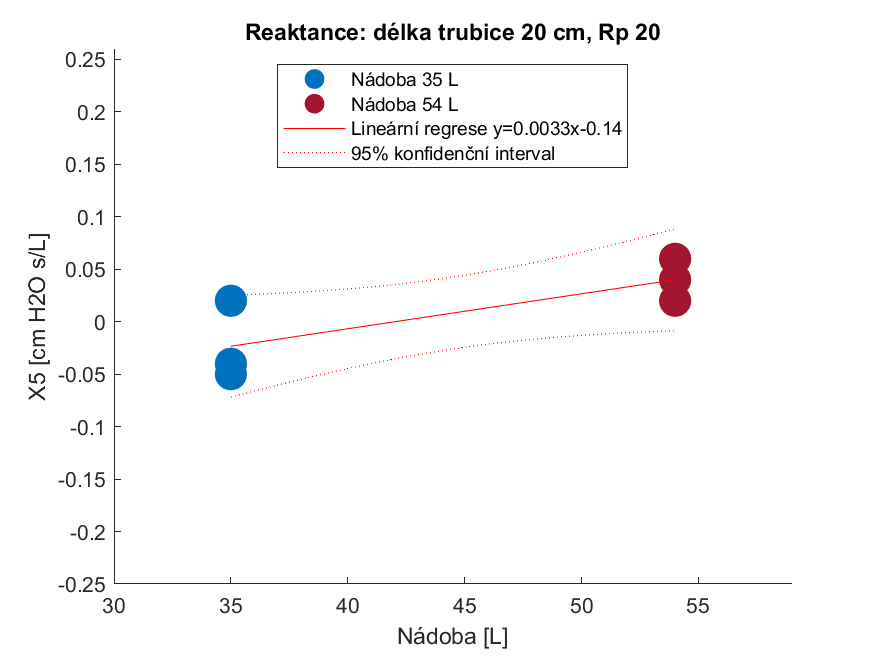 Reaktance: délka trubice 20 cm, Rp 20
Nádoba 35 L
Nádoba 54 L
Lineární regrese y=0.0033x-0.14
95% konfidenční interval
X5 [cm H2O s/L]
0.25
0.2
0.15
0.1
0.05
0
-0.05
-0.1
-0.15
-0.2
-0.25
30 35 40 45 50 55
Nádoba [L]